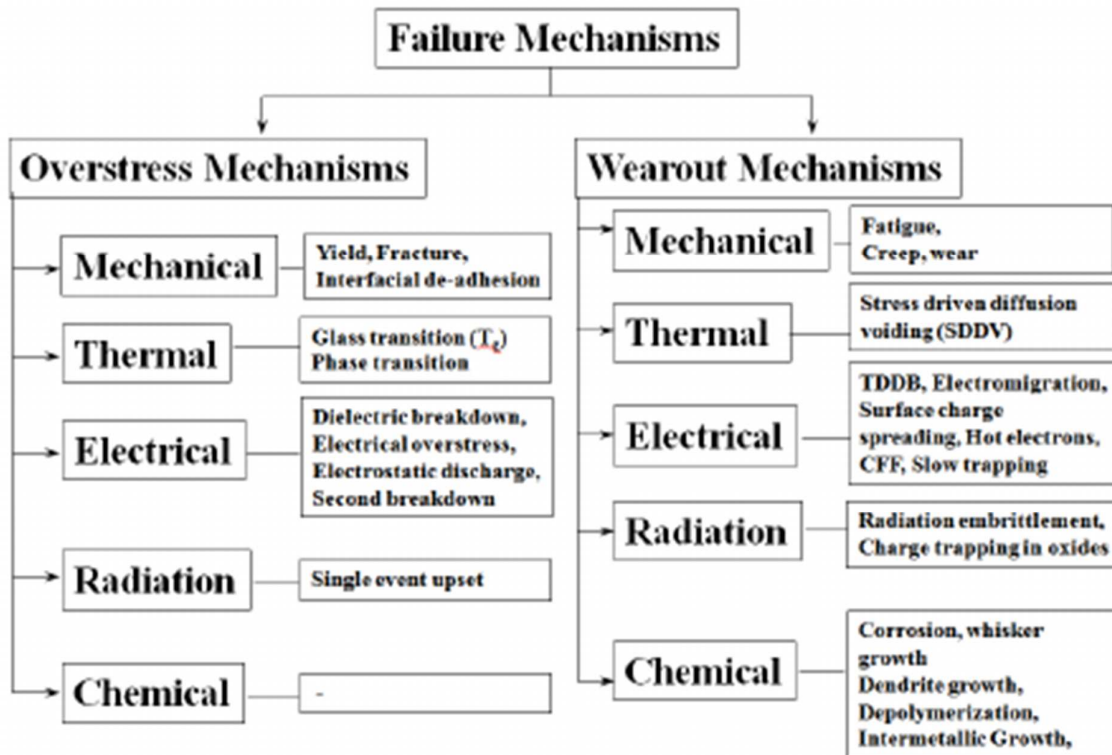 Failure Mechanisms
Overstress Mechanisms
Mechanical
Yield, Fracture,
Interfacial de-adhesion
Thermal
Glass transition (Tg)
Phase transition
Electrical
Dielectric breakdown,
Electrical overstress,
Electrostatic discharge,
Second breakdown
Radiation
Single event upset
Chemical
-
Wearout Mechanisms
Mechanical
Fatigue,
Creep, wear
Thermal
Stress driven diffusion
voiding (SDDV)
Electrical
TDDB, Electromigration,
Surface charge
spreading, Hot electrons,
CFF, Slow trapping
Radiation
Radiation embrittlement,
Charge trapping in oxides
Chemical
Corrosion, whisker
growth
Dendrite growth,
Depolymerization,
Intermetallic Growth,